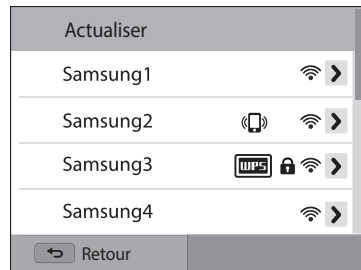 Actualiser
Samsung1
Samsung2
Samsung3 WPS
Samsung4
Retour